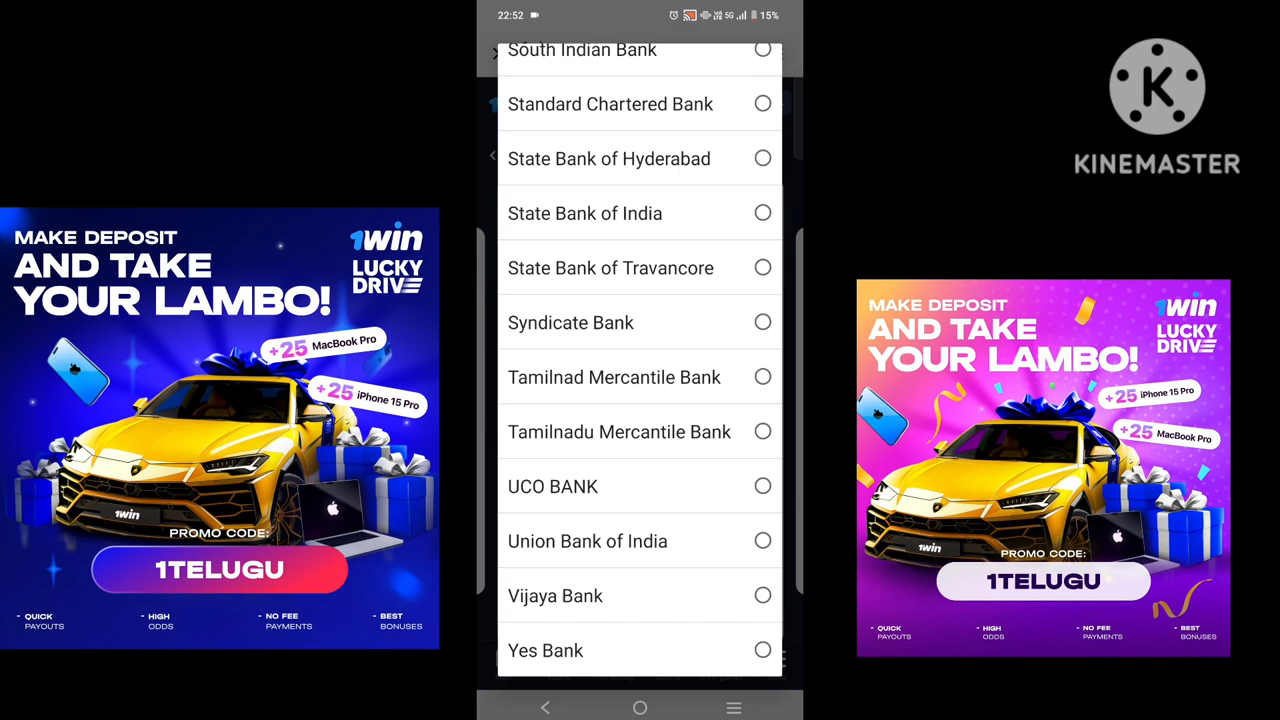 22:52
5G
15%
South Indian Bank
Standard Chartered Bank
State Bank of Hyderabad
State Bank of India
State Bank of Travancore
Syndicate Bank
Tamilnad Mercantile Bank
Tamilnadu Mercantile Bank
UCO BANK
Union Bank of India
Vijaya Bank
Yes Bank
MAKE DEPOSIT
AND TAKE
YOUR LAMBO!
1win
LUCKY
DRIVE
+25 MacBook Pro
+25 iPhone 15 Pro
1win
PROMO CODE:
1TELUGU
- QUICK
PAYOUTS
- HIGH
ODDS
- NO FEE
PAYMENTS
- BEST
BONUSES
K
KINEMASTER
MAKE DEPOSIT
AND TAKE
YOUR LAMBO!
1win
LUCKY
DRIVE
+25 iPhone 15 Pro
+25 MacBook Pro
1win
PROMO CODE:
1TELUGU
- QUICK
PAYOUTS
- HIGH
ODDS
- NO FEE
PAYMENTS
- BEST
BONUSES